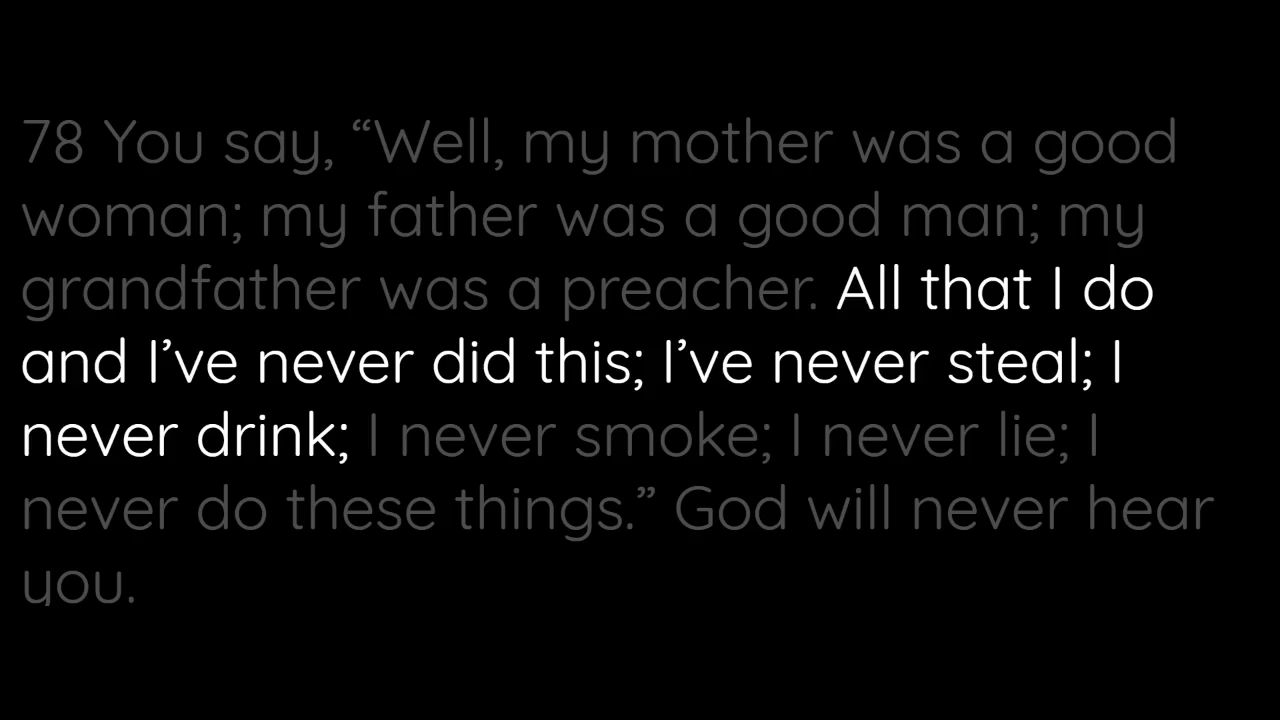 78 You say, “Well, my mother was a good
woman; my father was a good man; my
grandfather was a preacher. All that I do
and I’ve never did this; I’ve never steal; I
never drink; I never smoke; I never lie; I
never do these things.” God will never hear
you.